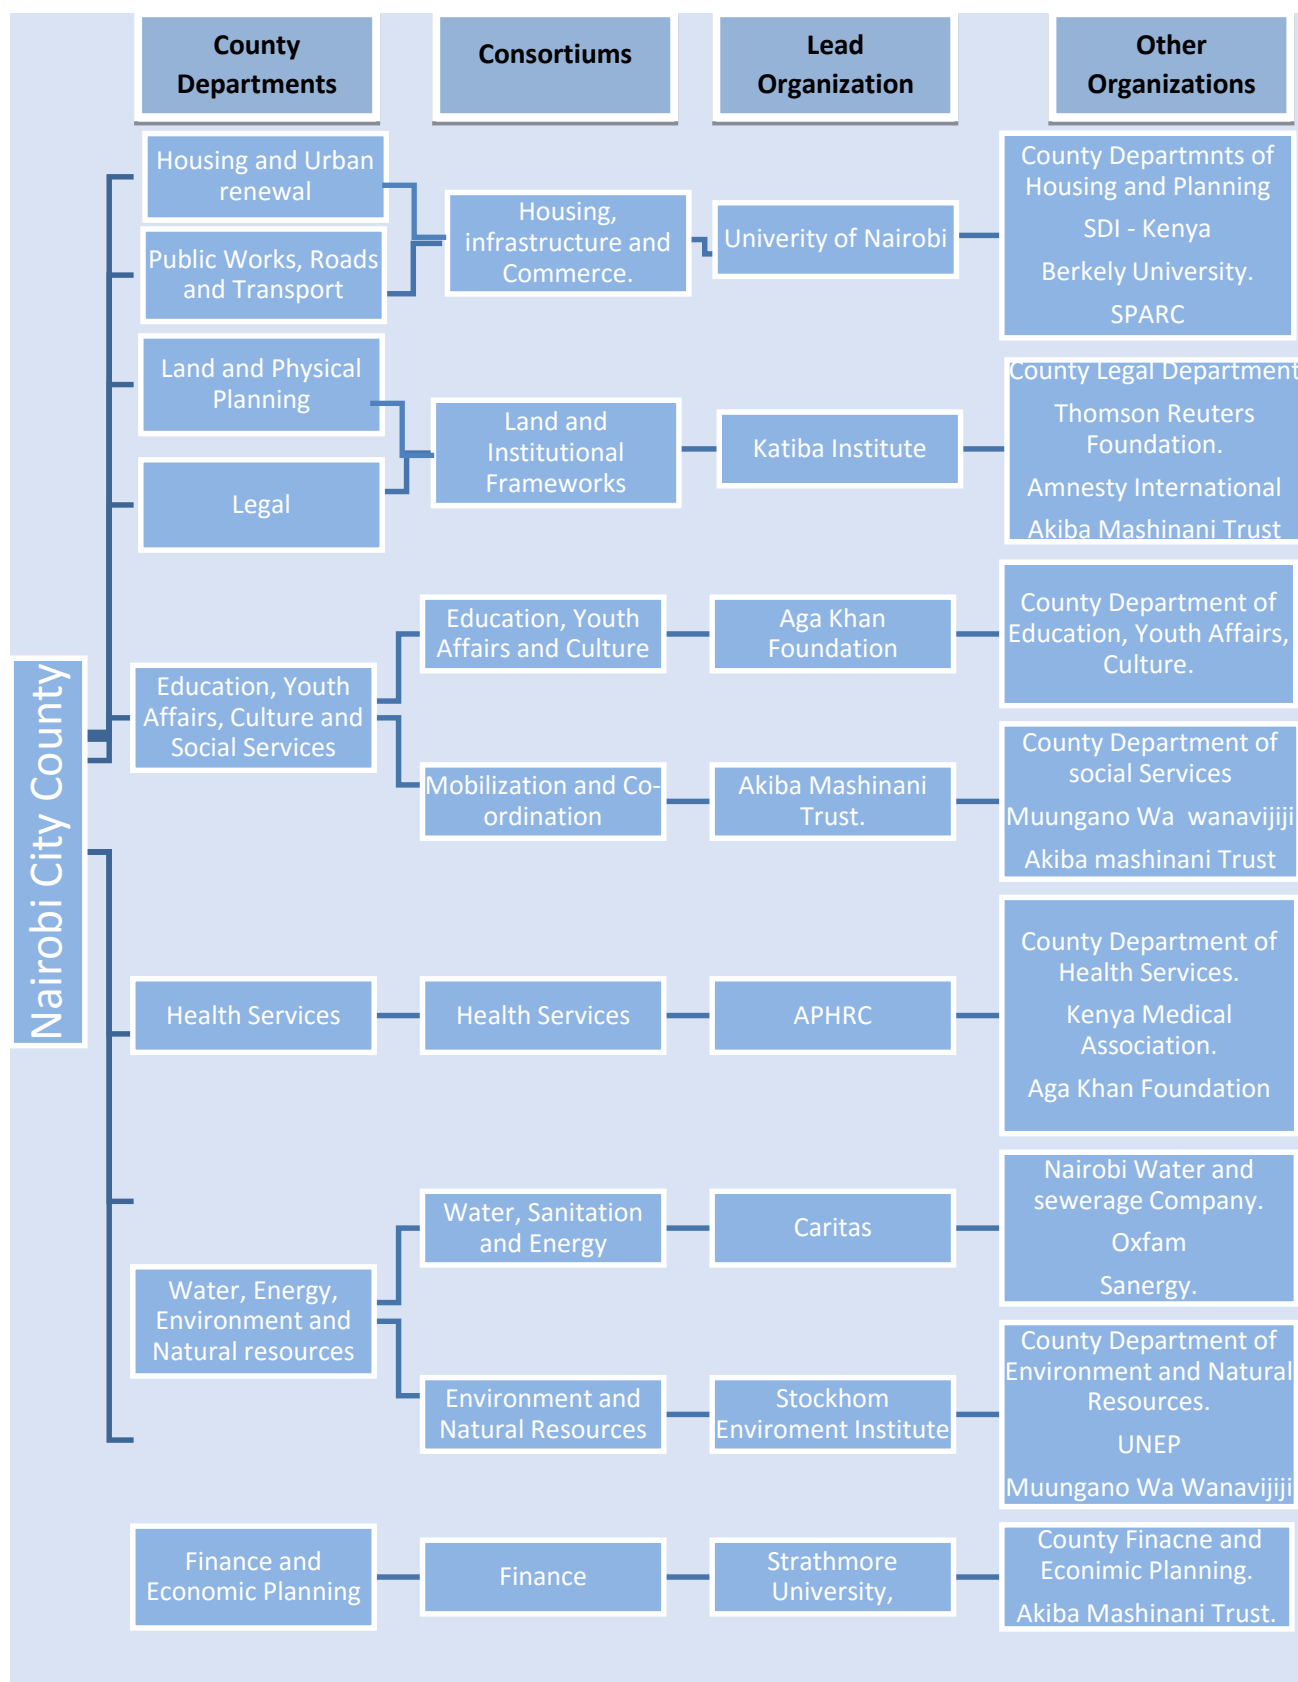 County
Departments
Consortiums
Lead
Organization
Other
Organizations
Nairobi City County
Housing and Urban
renewal
Public Works, Roads
and Transport
Housing,
infrastructure and
Commerce.
Univerity of Nairobi
County Departmnts of
Housing and Planning
SDI - Kenya
Berkely University.
SPARC
Land and Physical
Planning
Legal
Land and
Institutional
Frameworks
Katiba Institute
County Legal Department
Thomson Reuters
Foundation.
Amnesty International
Akiba Mashinani Trust
Education, Youth
Affairs, Culture and
Social Services
Education, Youth
Affairs and Culture
Aga Khan
Foundation
County Department of
Education, Youth Affairs,
Culture.
Mobilization and Co-
ordination
Akiba Mashinani
Trust.
County Department of
social Services
Muungano Wa  wanavijiji
Akiba mashinani Trust
Health Services
Health Services
APHRC
County Department of
Health Services.
Kenya Medical
Association.
Aga Khan Foundation
Water, Energy,
Environment and
Natural resources
Water, Sanitation
and Energy
Caritas
Nairobi Water and
sewerage Company.
Oxfam
Sanergy.
Environment and
Natural Resources
Stockhom
Enviroment Institute
County Department of
Environment and Natural
Resources.
UNEP
Muungano Wa Wanavijiji
Finance and
Economic Planning
Finance
Strathmore
University,
County Finacne and
Econimic Planning.
Akiba Mashinani Trust.